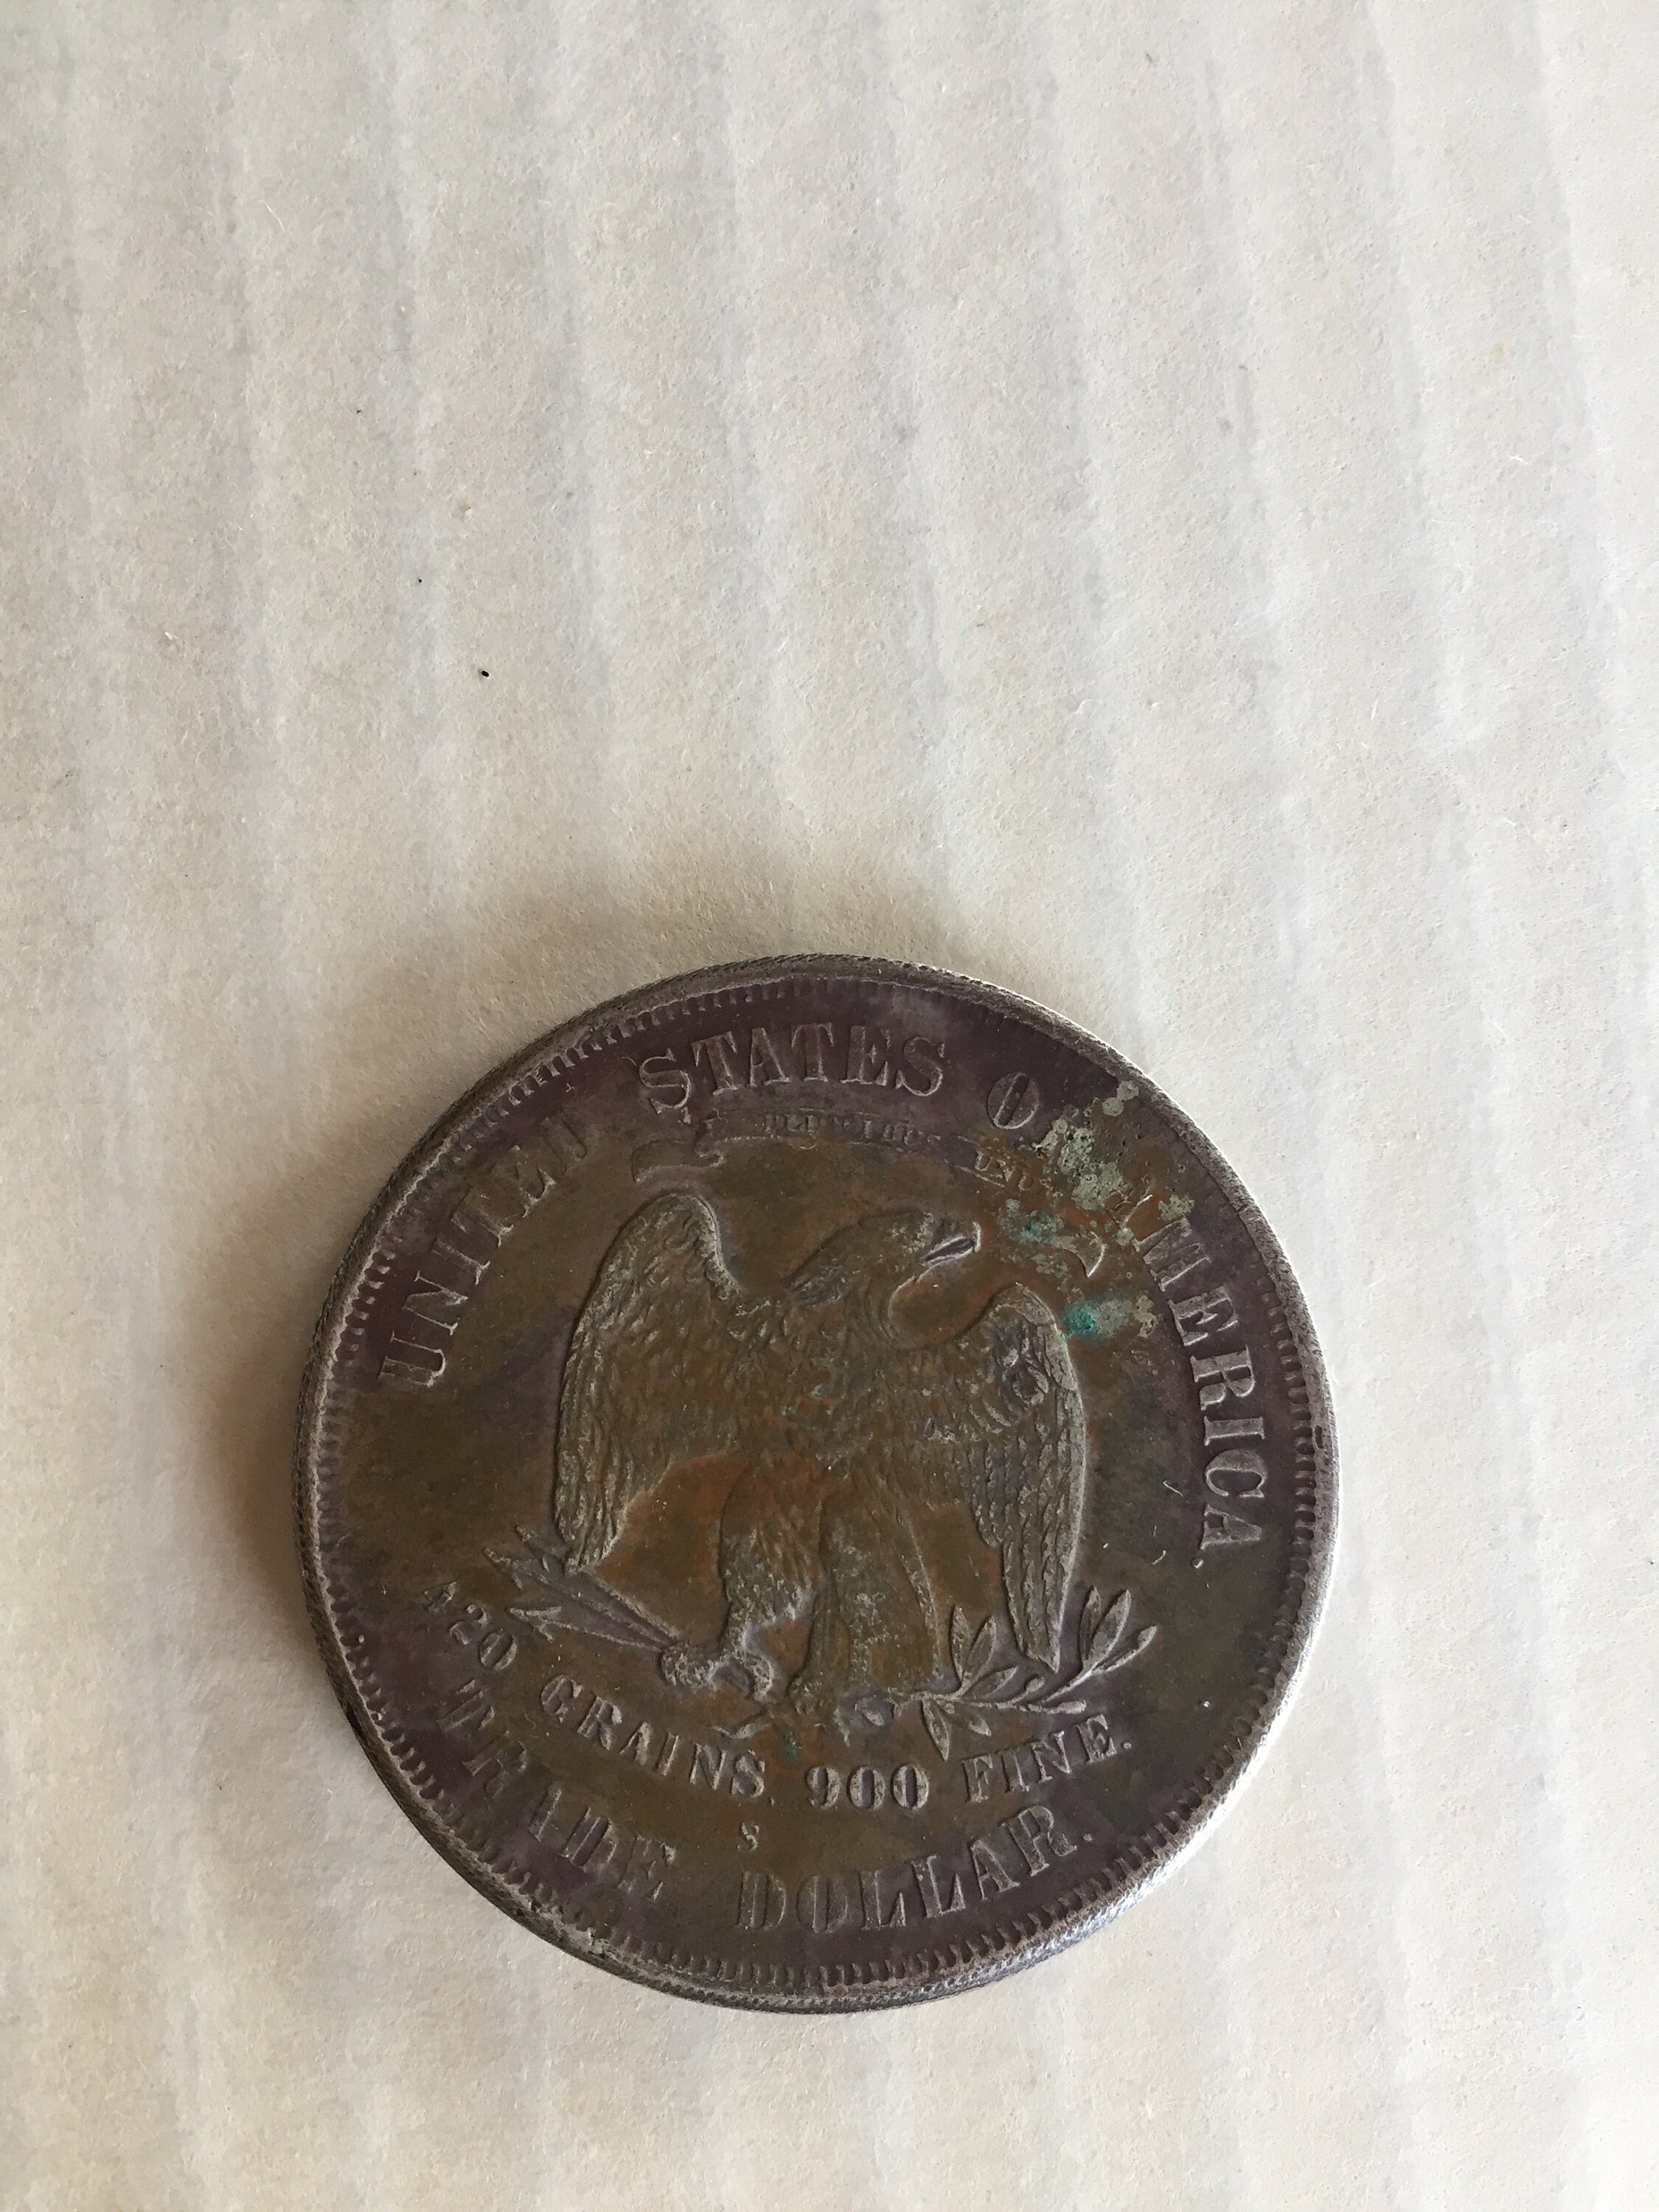 UNITED STATES OF AMERICA.
420 GRAINS. 900 FINE.
S
TRADE DOLLAR.